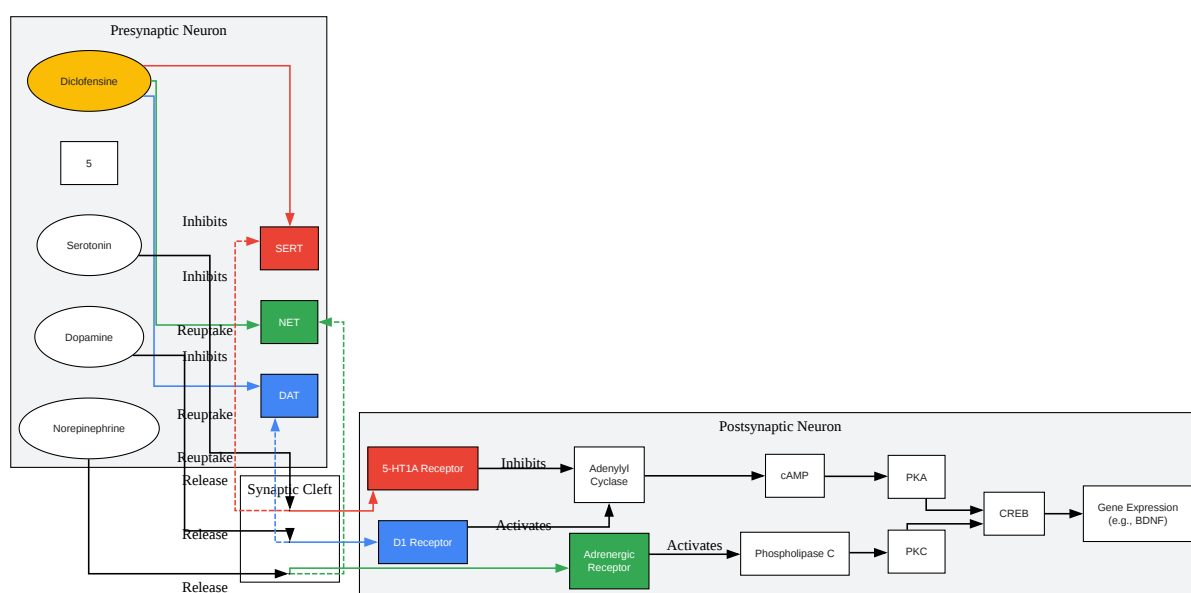 Presynaptic Neuron
Diclofensine
5
Inhibits
Serotonin
SERT
Inhibits
NET
Reuptake
Dopamine
Inhibits
DAT
Reuptake
Norepinephrine
Postsynaptic Neuron
Reuptake
Release
Synaptic Cleft
5-HT1A Receptor
Inhibits
Adenylyl
Cyclase
cAMP
PKA
Gene Expression
(e.g., BDNF)
CREB
Activates
Release
D1 Receptor
Adrenergic
Receptor
Activates
Phospholipase C
PKC
Release